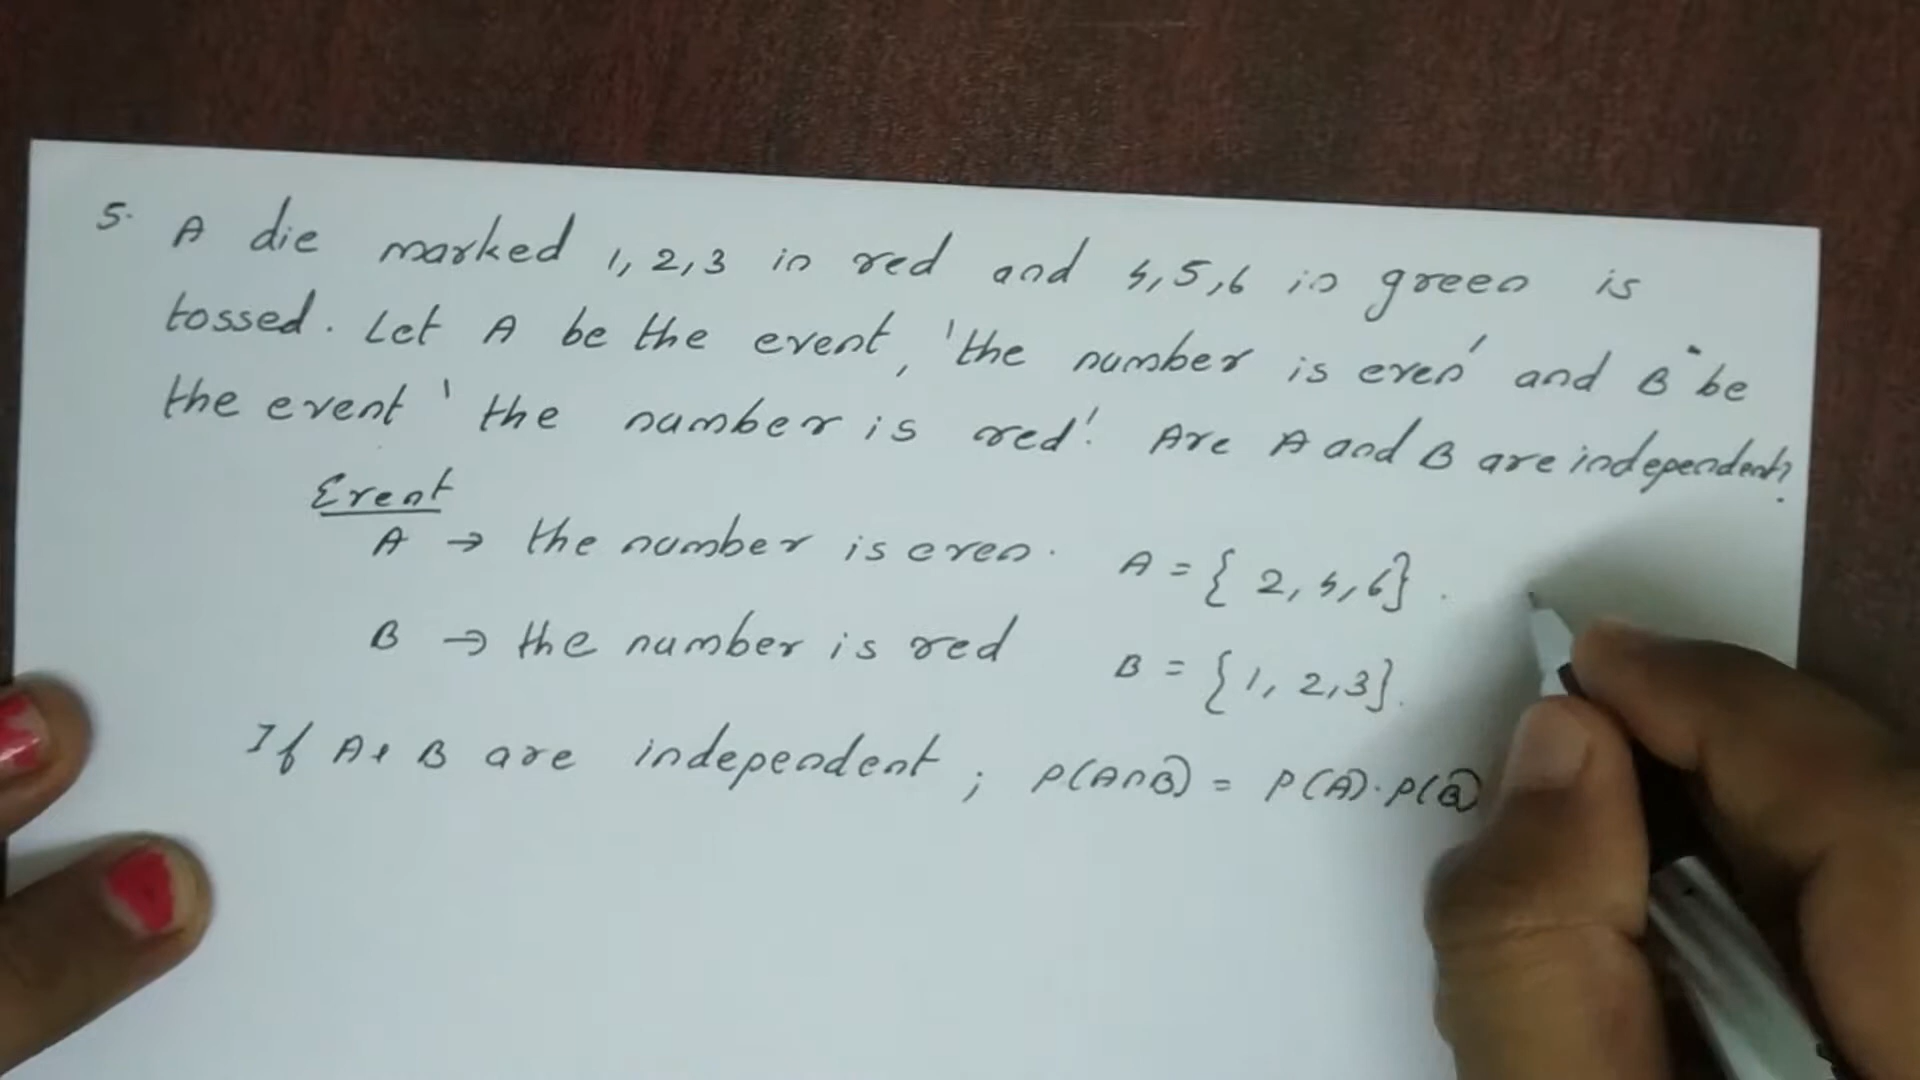 5. A die marked 1, 2, 3 in red and 4, 5, 6 in green is
tossed. Let A be the event, 'the number is even' and B be
the event 'the number is red'. Are A and B are independent?
Event
A → the number is even. A = { 2, 4, 6}.
B → the number is red B = {1, 2, 3}.
If A & B are independent ; P(A∩B) = P(A).P(B)